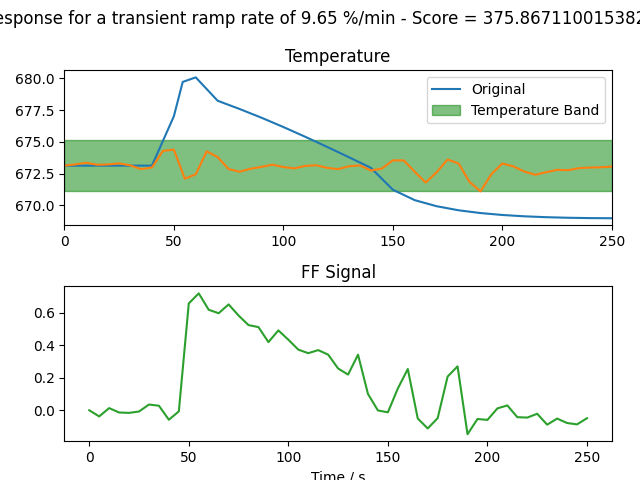 esponse for a transient ramp rate of 9.65 %/min - Score = 375.867110015382
Temperature
680.0
677.5
675.0
672.5
670.0
Original
Temperature Band
0 50 100 150 200 250
FF Signal
0.6
0.4
0.2
0.0
0 50 100 150 200 250
Time / s